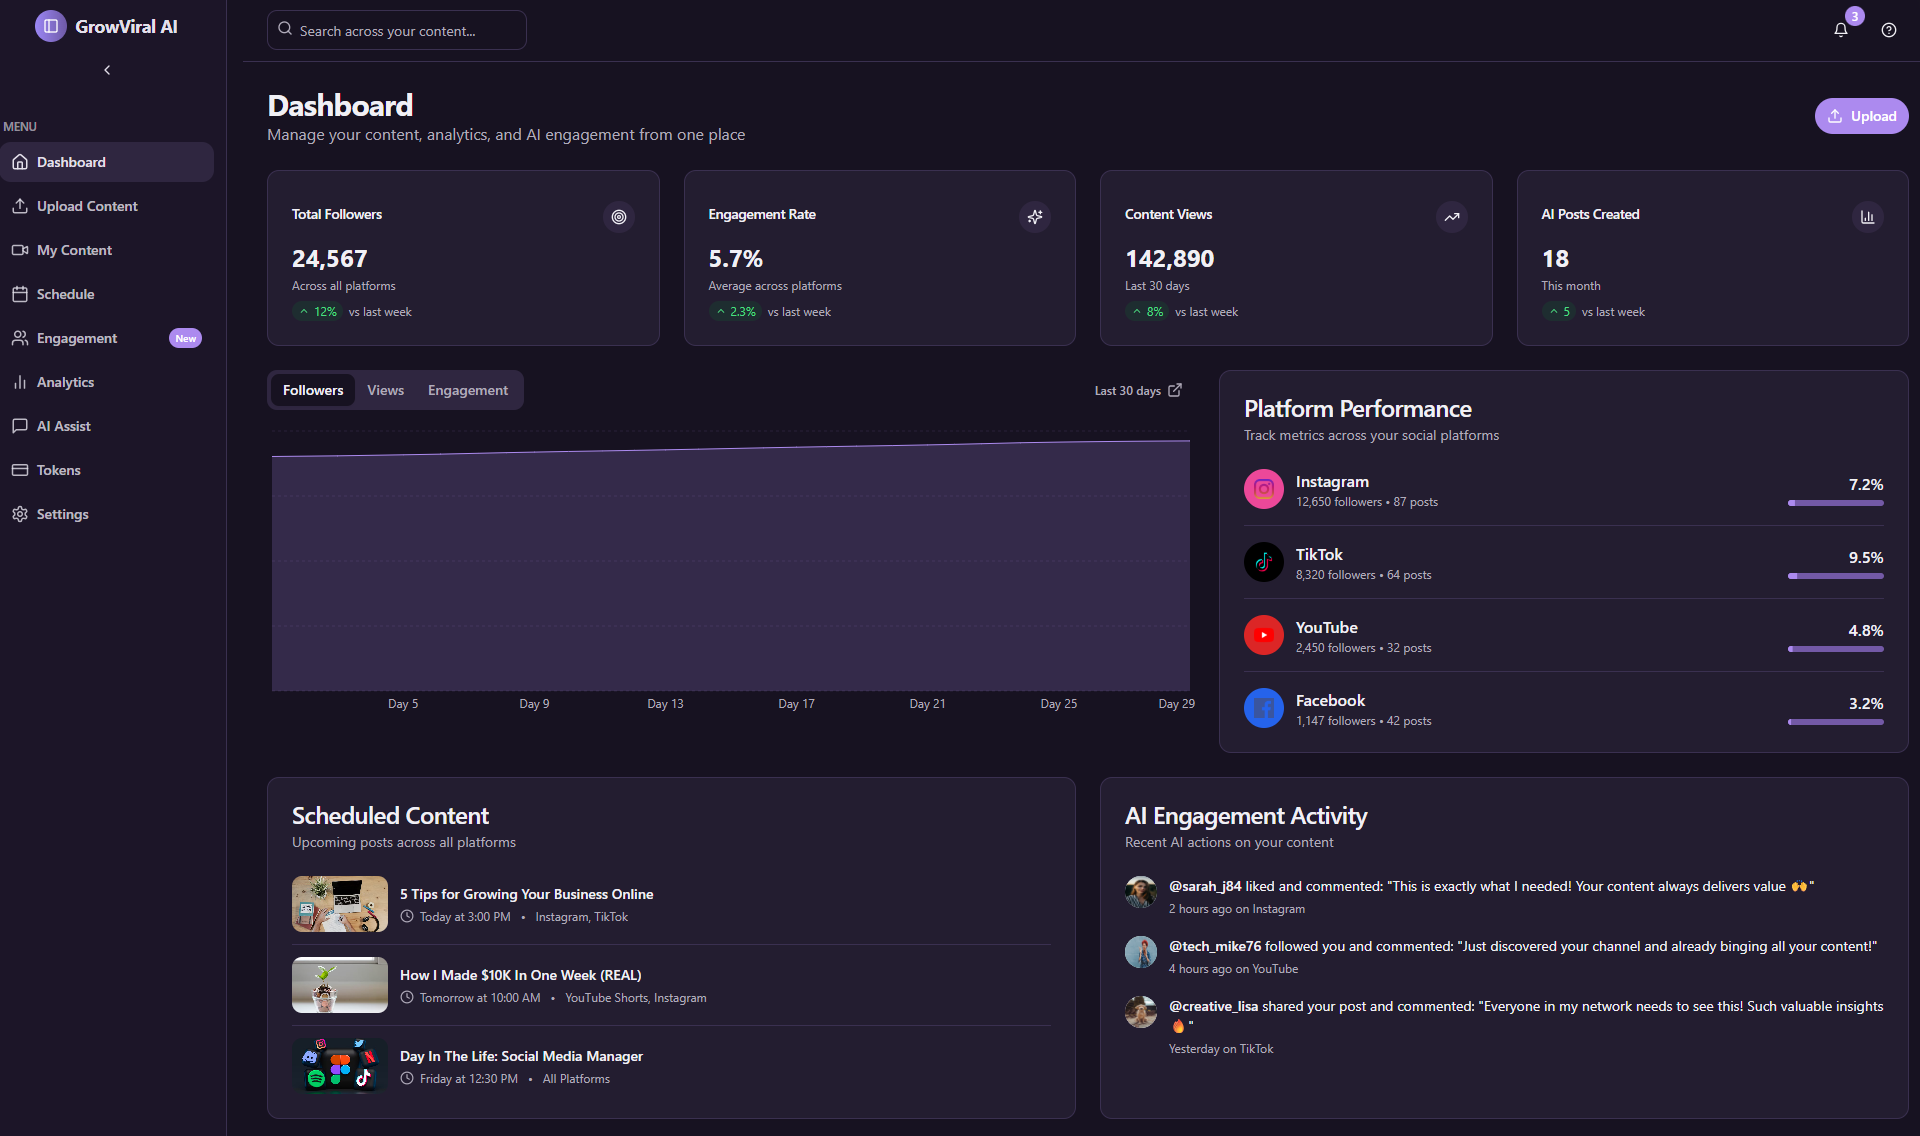 GrowViral AI
MENU
Dashboard
Upload Content
My Content
Schedule
Engagement New
Analytics
AI Assist
Tokens
Settings
Search across your content...
3
Dashboard
Manage your content, analytics, and AI engagement from one place
Upload
Total Followers
24,567
Across all platforms
12% vs last week
Engagement Rate
5.7%
Average across platforms
2.3% vs last week
Content Views
142,890
Last 30 days
8% vs last week
AI Posts Created
18
This month
5 vs last week
Followers Views Engagement
Last 30 days
Day 5 Day 9 Day 13 Day 17 Day 21 Day 25 Day 29
Platform Performance
Track metrics across your social platforms
Instagram
12,650 followers • 87 posts
7.2%
TikTok
8,320 followers • 64 posts
9.5%
YouTube
2,450 followers • 32 posts
4.8%
Facebook
1,147 followers • 42 posts
3.2%
Scheduled Content
Upcoming posts across all platforms
5 Tips for Growing Your Business Online
Today at 3:00 PM • Instagram, TikTok
How I Made $10K In One Week (REAL)
Tomorrow at 10:00 AM • YouTube Shorts, Instagram
Day In The Life: Social Media Manager
Friday at 12:30 PM • All Platforms
AI Engagement Activity
Recent AI actions on your content
@sarah_j84 liked and commented: "This is exactly what I needed! Your content always delivers value 🙌"
2 hours ago on Instagram
@tech_mike76 followed you and commented: "Just discovered your channel and already binging all your content!"
4 hours ago on YouTube
@creative_lisa shared your post and commented: "Everyone in my network needs to see this! Such valuable insights
🔥"
Yesterday on TikTok